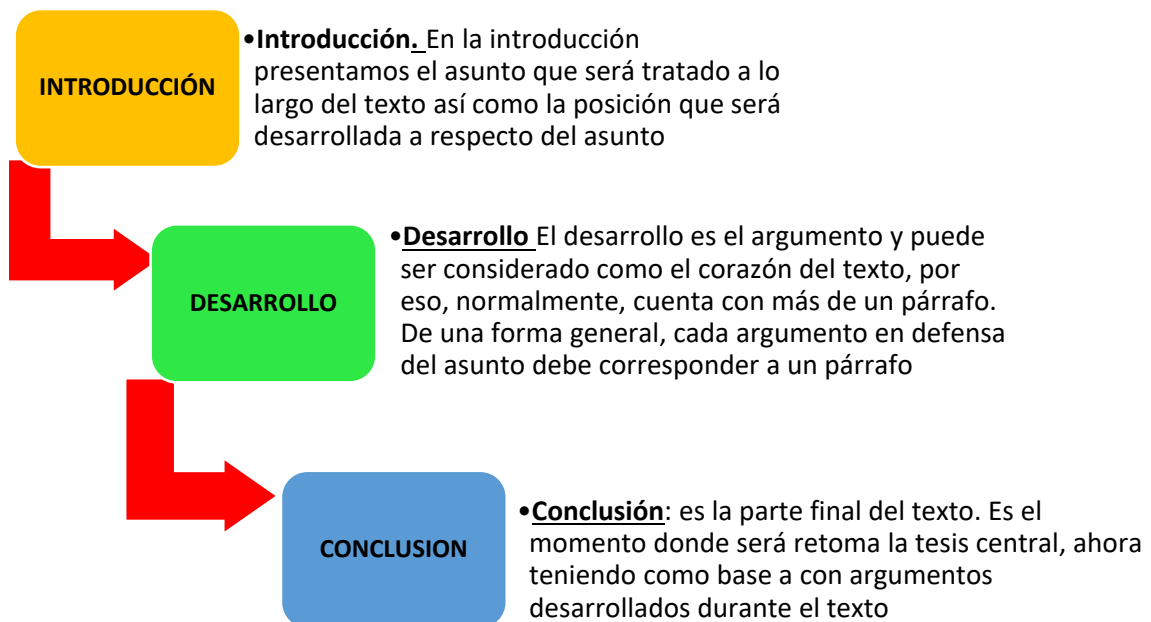 INTRODUCCIÓN
•Introducción. En la introducción
presentamos el asunto que será tratado a lo
largo del texto así como la posición que será
desarrollada a respecto del asunto
DESARROLLO
•Desarrollo El desarrollo es el argumento y puede
ser considerado como el corazón del texto, por
eso, normalmente, cuenta con más de un párrafo.
De una forma general, cada argumento en defensa
del asunto debe corresponder a un párrafo
CONCLUSION
•Conclusión: es la parte final del texto. Es el
momento donde será retoma la tesis central, ahora
teniendo como base a con argumentos
desarrollados durante el texto